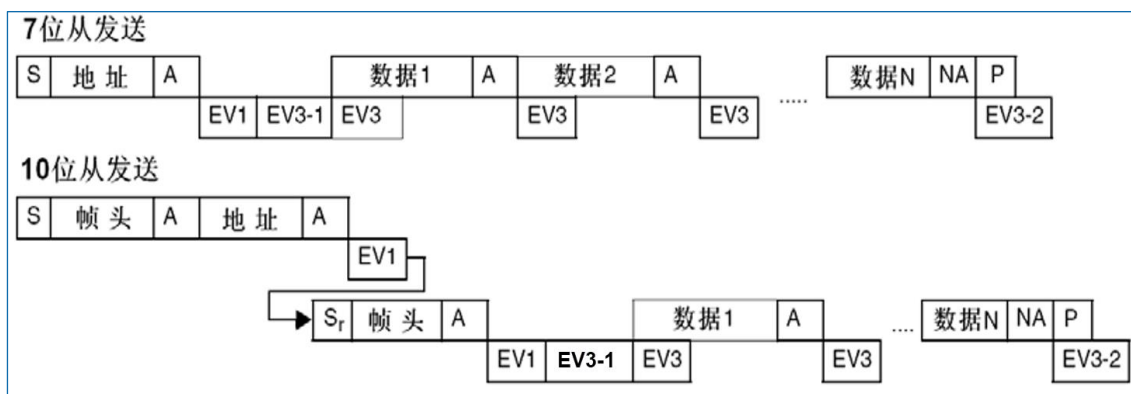 7位从发送
S 地址 A 数据1 A 数据2 A ..... 数据N NA P
EV1 EV3-1 EV3 EV3 EV3 EV3-2
10位从发送
S 帧头 A 地址 A
EV1
Sr 帧头 A 数据1 A .... 数据N NA P
EV1 EV3-1 EV3 EV3 EV3-2